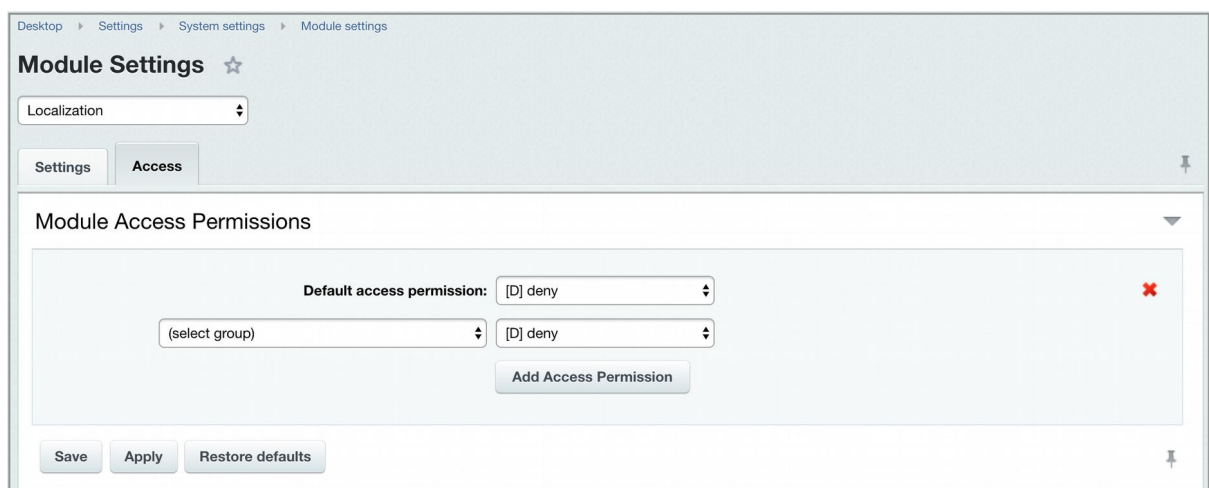 Desktop Settings System settings Module settings
Module Settings
Localization
Settings Access
Module Access Permissions
Default access permission: [D] deny
(select group) [D] deny
Add Access Permission
Save Apply Restore defaults